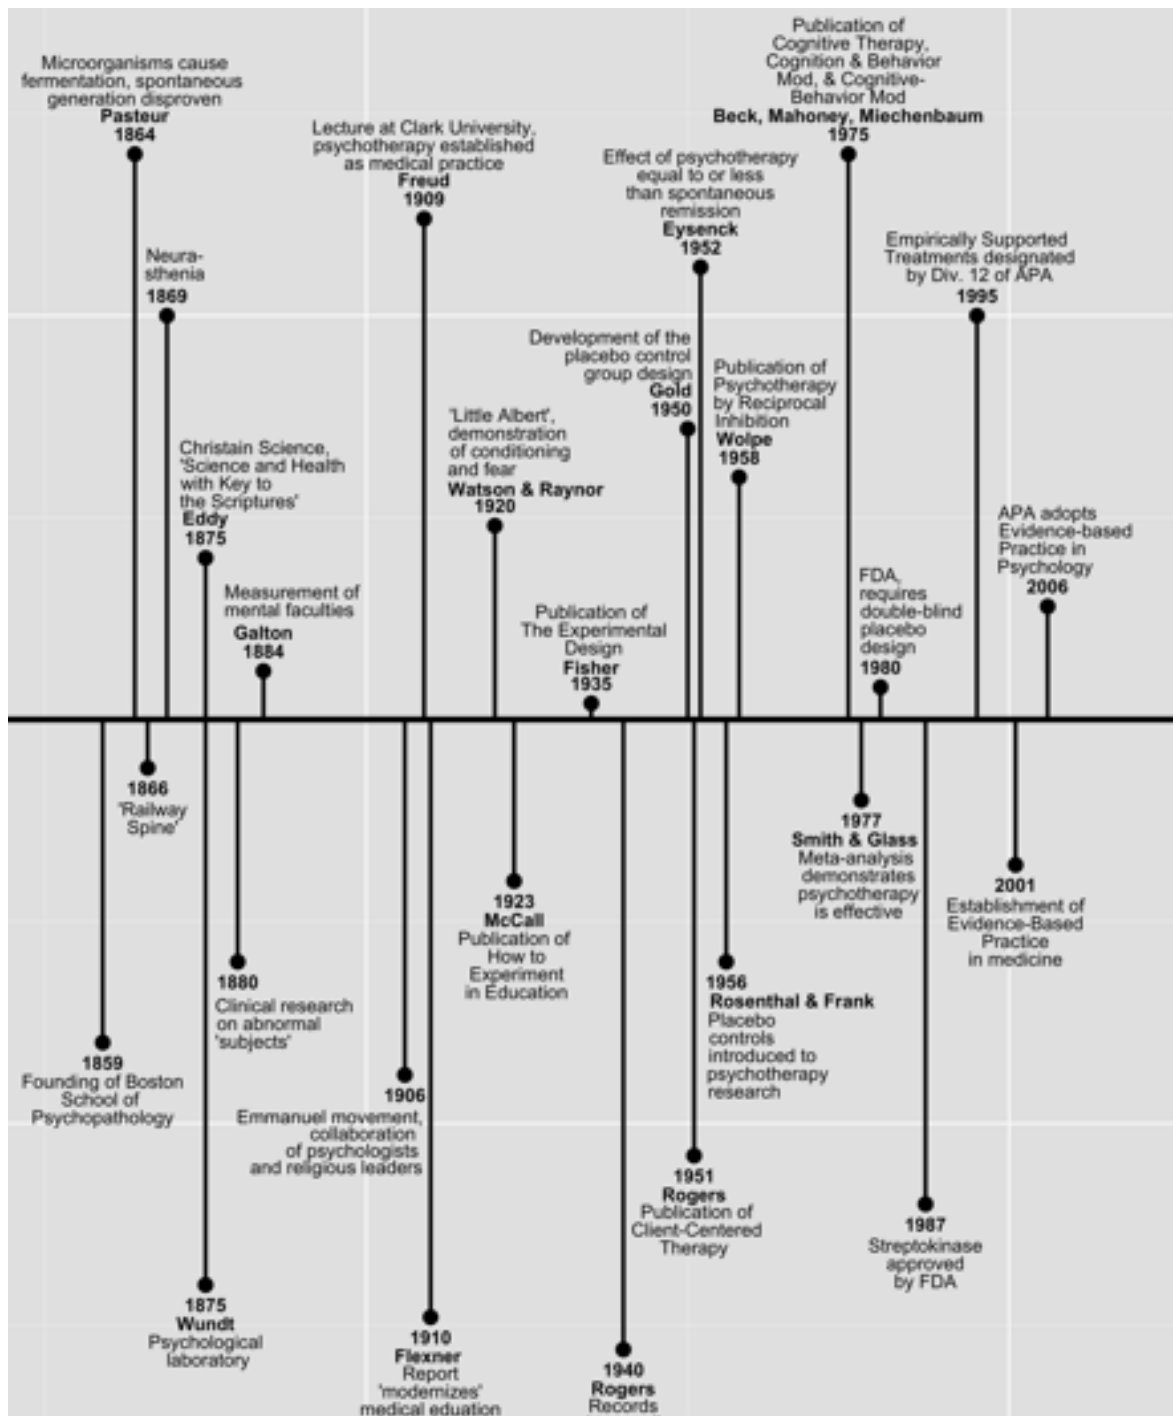 Microorganisms cause
fermentation, spontaneous
generation disproven
Pasteur
1864
Neura-
sthenia
1869
Christain Science,
'Science and Health
with Key to
the Scriptures'
Eddy
1875
Measurement of
mental faculties
Galton
1884
Lecture at Clark University,
psychotherapy established
as medical practice
Freud
1909
'Little Albert',
demonstration
of conditioning
and fear
Watson & Raynor
1920
Publication of
The Experimental
Design
Fisher
1935
Development of the
placebo control
group design
Gold
1950
Effect of psychotherapy
equal to or less
than spontaneous
remission
Eysenck
1952
Publication of
Psychotherapy
by Reciprocal
Inhibition
Wolpe
1958
Publication of
Cognitive Therapy,
Cognition & Behavior
Mod, & Cognitive-
Behavior Mod
Beck, Mahoney, Miechenbaum
1975
FDA,
requires
double-blind
placebo
design
1980
Empirically Supported
Treatments designated
by Div. 12 of APA
1995
APA adopts
Evidence-based
Practice in
Psychology
2006
1859
Founding of Boston
School of
Psychopathology
1866
'Railway
Spine'
1875
Wundt
Psychological
laboratory
1880
Clinical research
on abnormal
'subjects'
1906
Emmanuel movement,
collaboration
of psychologists
and religious leaders
1910
Flexner
Report
'modernizes'
medical eduation
1923
McCall
Publication of
How to
Experiment
in Education
1940
Rogers
Records
1951
Rogers
Publication of
Client-Centered
Therapy
1956
Rosenthal & Frank
Placebo
controls
introduced to
psychotherapy
research
1977
Smith & Glass
Meta-analysis
demonstrates
psychotherapy
is effective
1987
Streptokinase
approved
by FDA
2001
Establishment of
Evidence-Based
Practice
in medicine